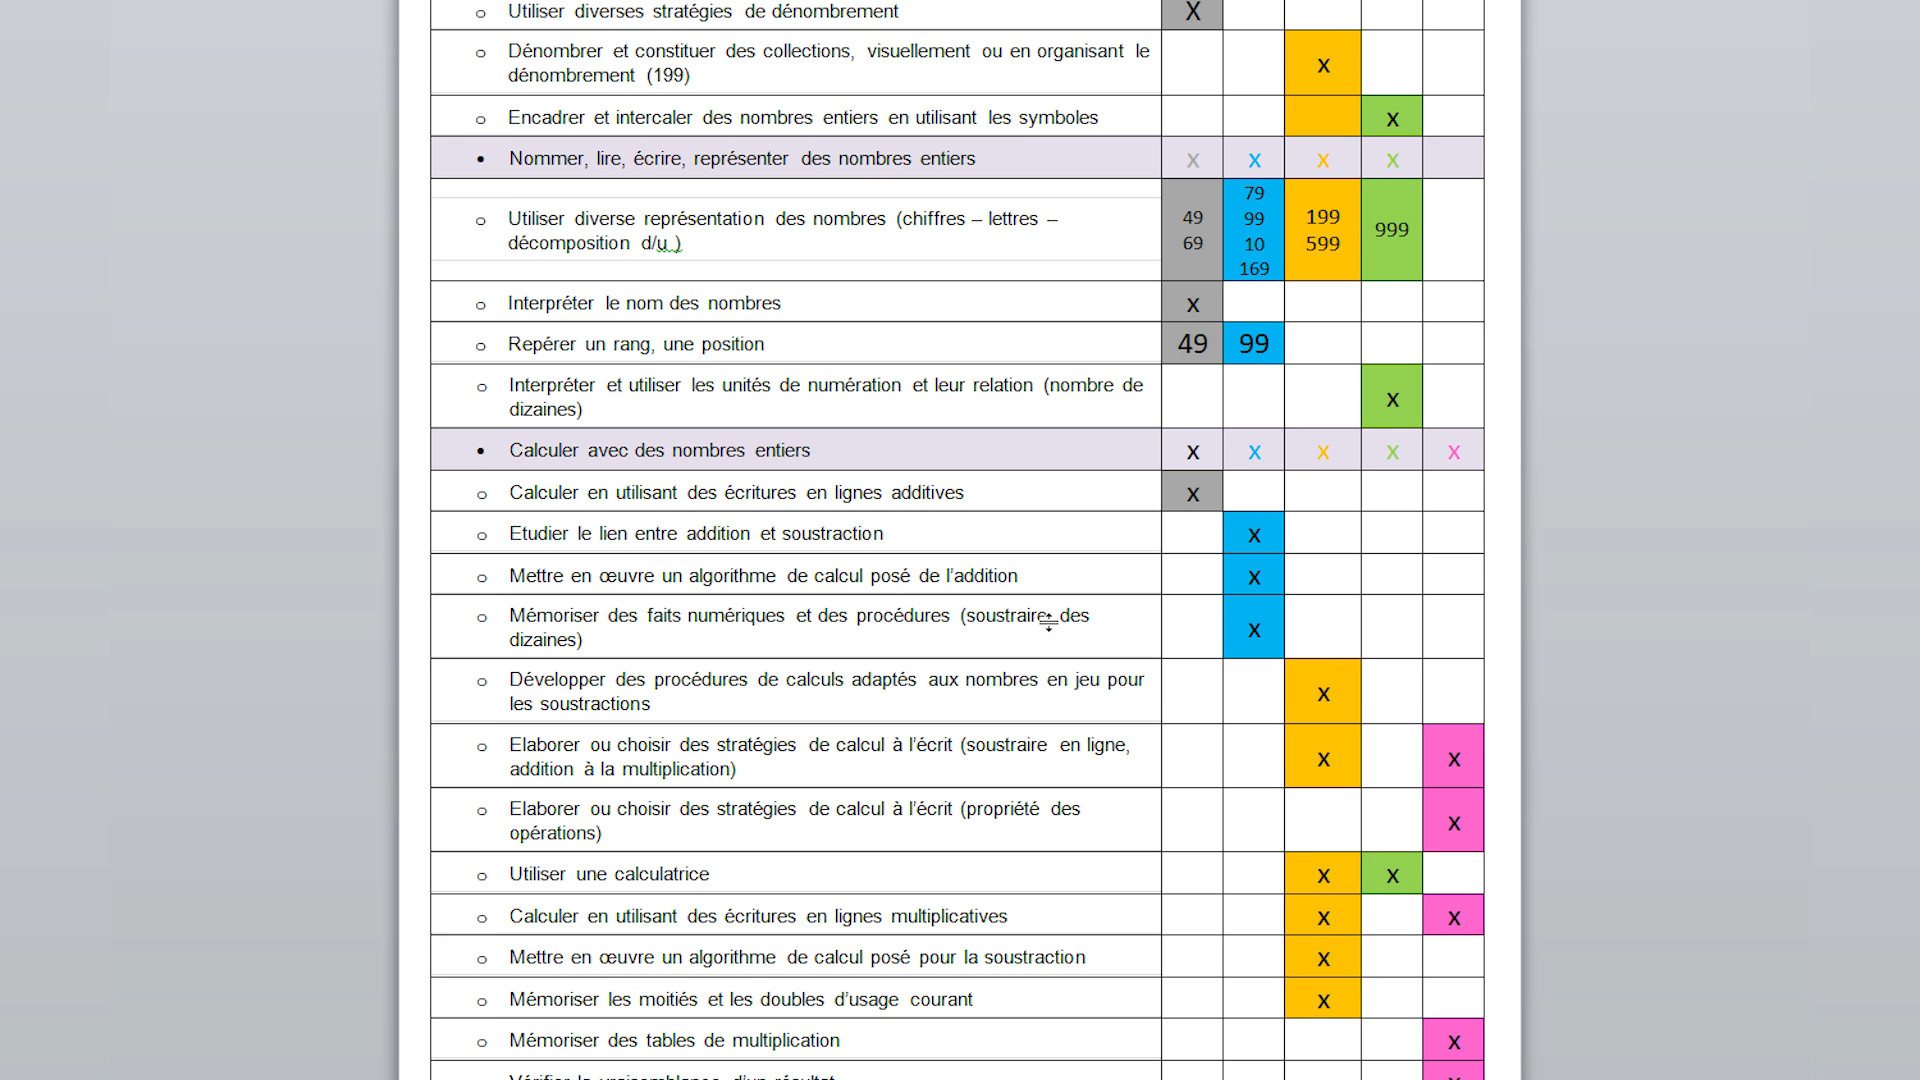 o Utiliser diverses stratégies de dénombrement X
o Dénombrer et constituer des collections, visuellement ou en organisant le
dénombrement (199) x
o Encadrer et intercaler des nombres entiers en utilisant les symboles x
• Nommer, lire, écrire, représenter des nombres entiers x x x x
o Utiliser diverse représentation des nombres (chiffres – lettres –
décomposition d/u )
49
69
79
99
10
169
199
599
999
o Interpréter le nom des nombres x
o Repérer un rang, une position 49 99
o Interpréter et utiliser les unités de numération et leur relation (nombre de
dizaines) x
• Calculer avec des nombres entiers x x x x x
o Calculer en utilisant des écritures en lignes additives x
o Etudier le lien entre addition et soustraction x
o Mettre en œuvre un algorithme de calcul posé de l’addition x
o Mémoriser des faits numériques et des procédures (soustraire des
dizaines) x
o Développer des procédures de calculs adaptés aux nombres en jeu pour
les soustractions x
o Elaborer ou choisir des stratégies de calcul à l’écrit (soustraire en ligne,
addition à la multiplication) x x
o Elaborer ou choisir des stratégies de calcul à l’écrit (propriété des
opérations) x
o Utiliser une calculatrice x x
o Calculer en utilisant des écritures en lignes multiplicatives x x
o Mettre en œuvre un algorithme de calcul posé pour la soustraction x
o Mémoriser les moitiés et les doubles d’usage courant x
o Mémoriser des tables de multiplication x